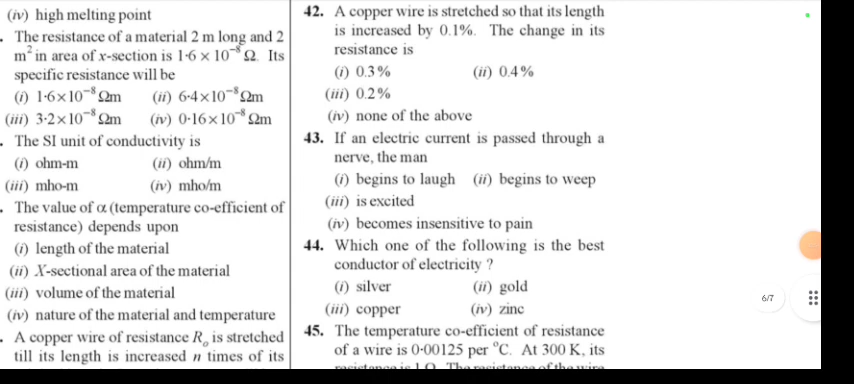 (iv) high melting point
. The resistance of a material 2 m long and 2
m² in area of x-section is 1·6 × 10⁻⁸ Ω. Its
specific resistance will be
(i) 1·6×10⁻⁸ Ωm (ii) 6·4×10⁻⁸ Ωm
(iii) 3·2×10⁻⁸ Ωm (iv) 0·16×10⁻⁸ Ωm
. The SI unit of conductivity is
(i) ohm-m (ii) ohm/m
(iii) mho-m (iv) mho/m
. The value of α (temperature co-efficient of
resistance) depends upon
(i) length of the material
(ii) X-sectional area of the material
(iii) volume of the material
(iv) nature of the material and temperature
. A copper wire of resistance Rₒ is stretched
till its length is increased n times of its
42. A copper wire is stretched so that its length
is increased by 0.1%. The change in its
resistance is
(i) 0.3% (ii) 0.4%
(iii) 0.2%
(iv) none of the above
43. If an electric current is passed through a
nerve, the man
(i) begins to laugh (ii) begins to weep
(iii) is excited
(iv) becomes insensitive to pain
44. Which one of the following is the best
conductor of electricity ?
(i) silver (ii) gold
(iii) copper (iv) zinc
45. The temperature co-efficient of resistance
of a wire is 0·00125 per °C. At 300 K, its
resistance is 1 Ω. The resistance of the wire
6/7